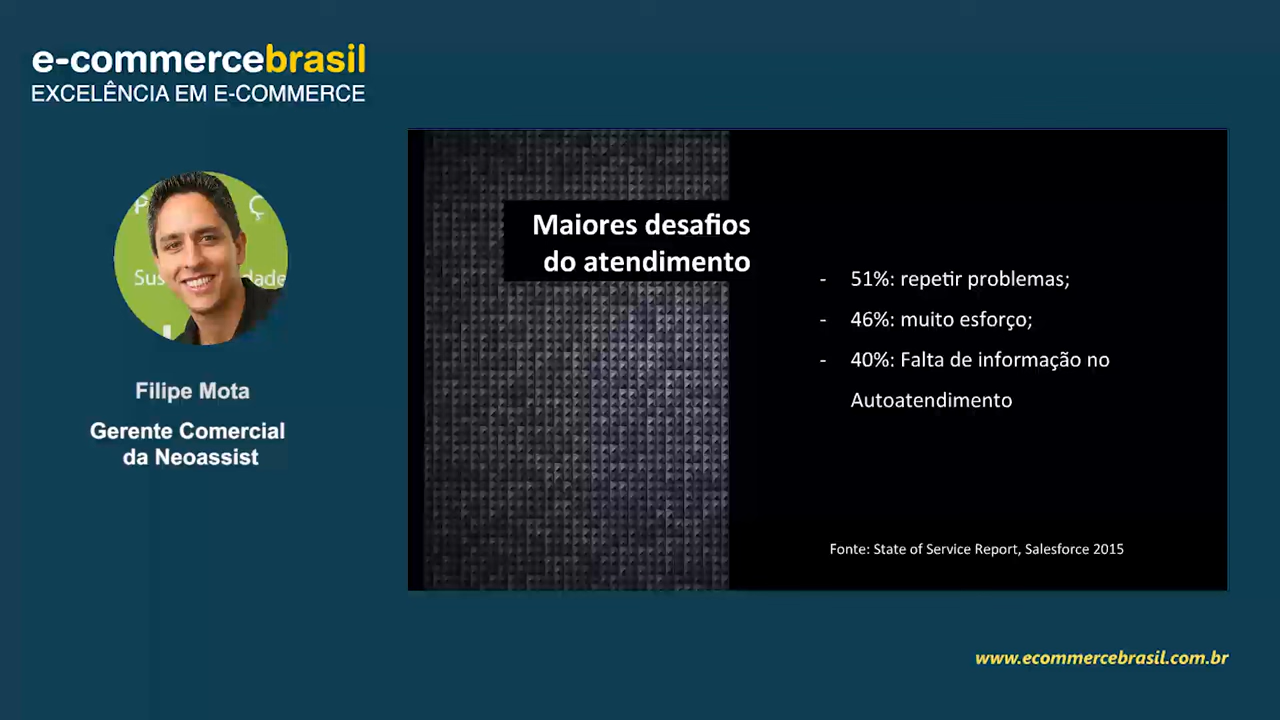 e-commercebrasil
EXCELÊNCIA EM E-COMMERCE
Filipe Mota
Gerente Comercial
da Neoassist
Maiores desafios
do atendimento
- 51%: repetir problemas;
- 46%: muito esforço;
- 40%: Falta de informação no
Autoatendimento
Fonte: State of Service Report, Salesforce 2015
www.ecommercebrasil.com.br